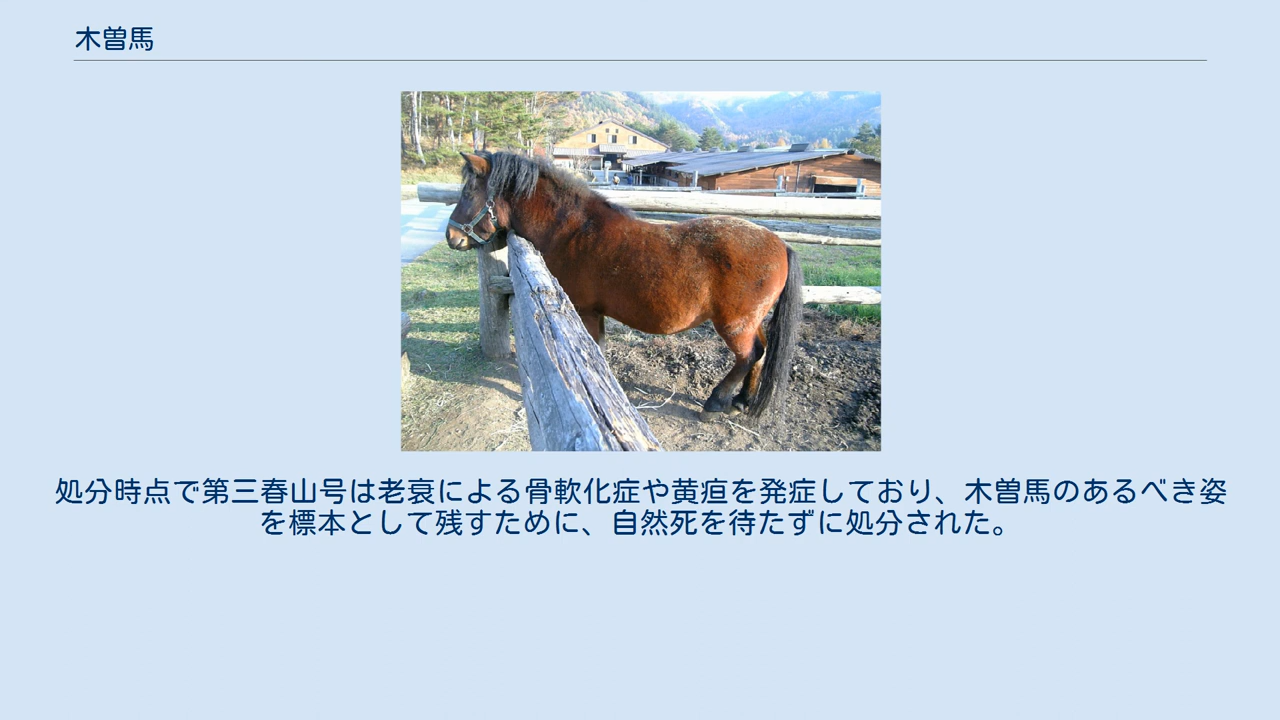 木曽馬
処分時点で第三春山号は老衰による骨軟化症や黄疸を発症しており、木曽馬のあるべき姿
を標本として残すために、自然死を待たずに処分された。